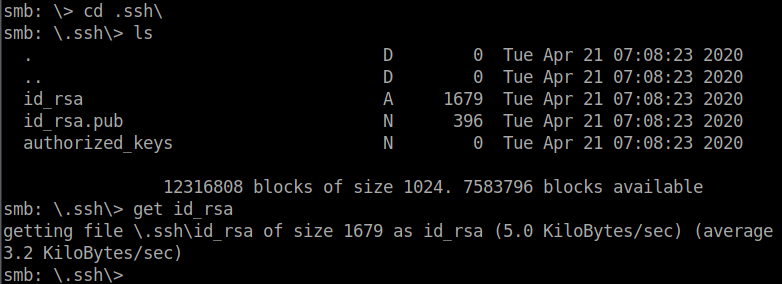 smb: \> cd .ssh\
smb: \.ssh\> ls
  .                                   D        0  Tue Apr 21 07:08:23 2020
  ..                                  D        0  Tue Apr 21 07:08:23 2020
  id_rsa                              A     1679  Tue Apr 21 07:08:23 2020
  id_rsa.pub                          N      396  Tue Apr 21 07:08:23 2020
  authorized_keys                     N        0  Tue Apr 21 07:08:23 2020

                12316808 blocks of size 1024. 7583796 blocks available
smb: \.ssh\> get id_rsa
getting file \.ssh\id_rsa of size 1679 as id_rsa (5.0 KiloBytes/sec) (average
3.2 KiloBytes/sec)
smb: \.ssh\>